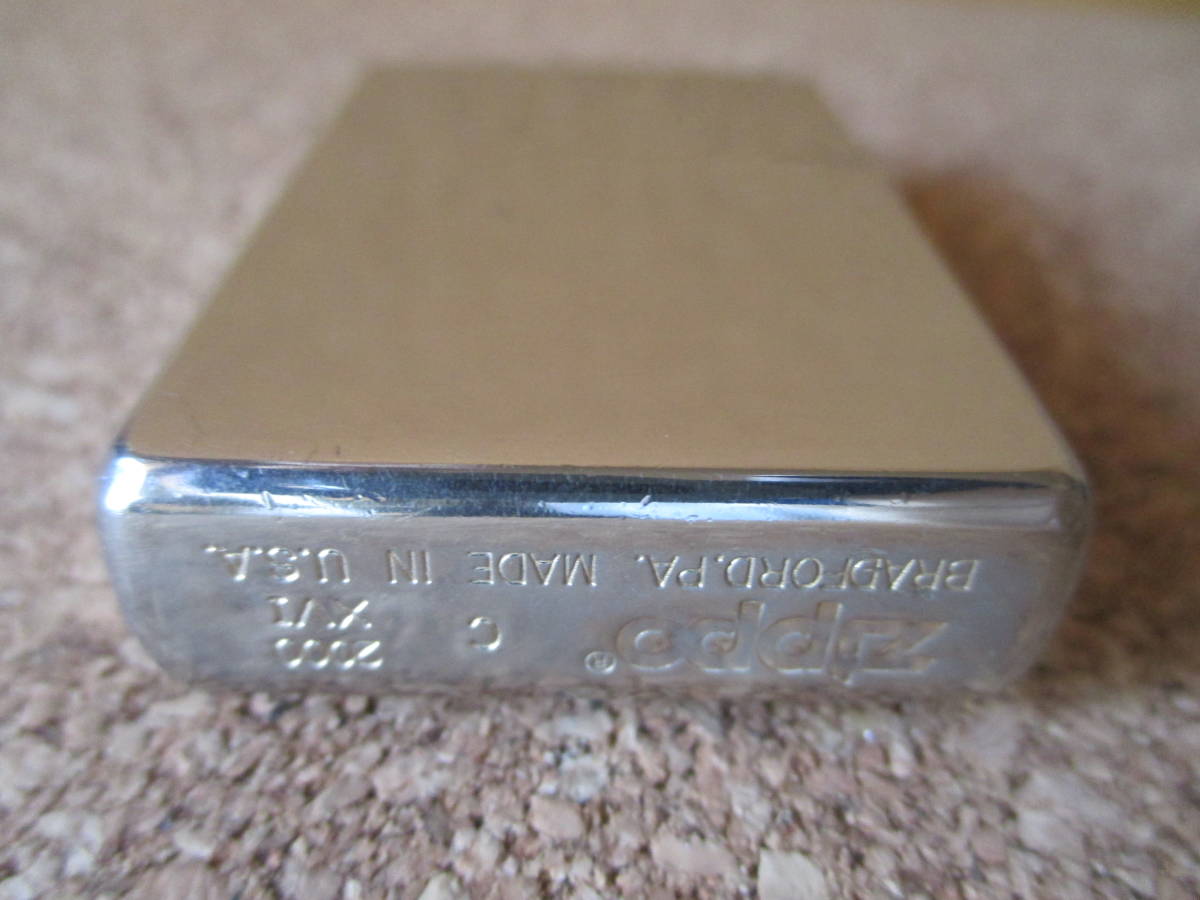 Zippo® C 2000
XVI
BRADFORD,PA. MADE IN U.S.A.